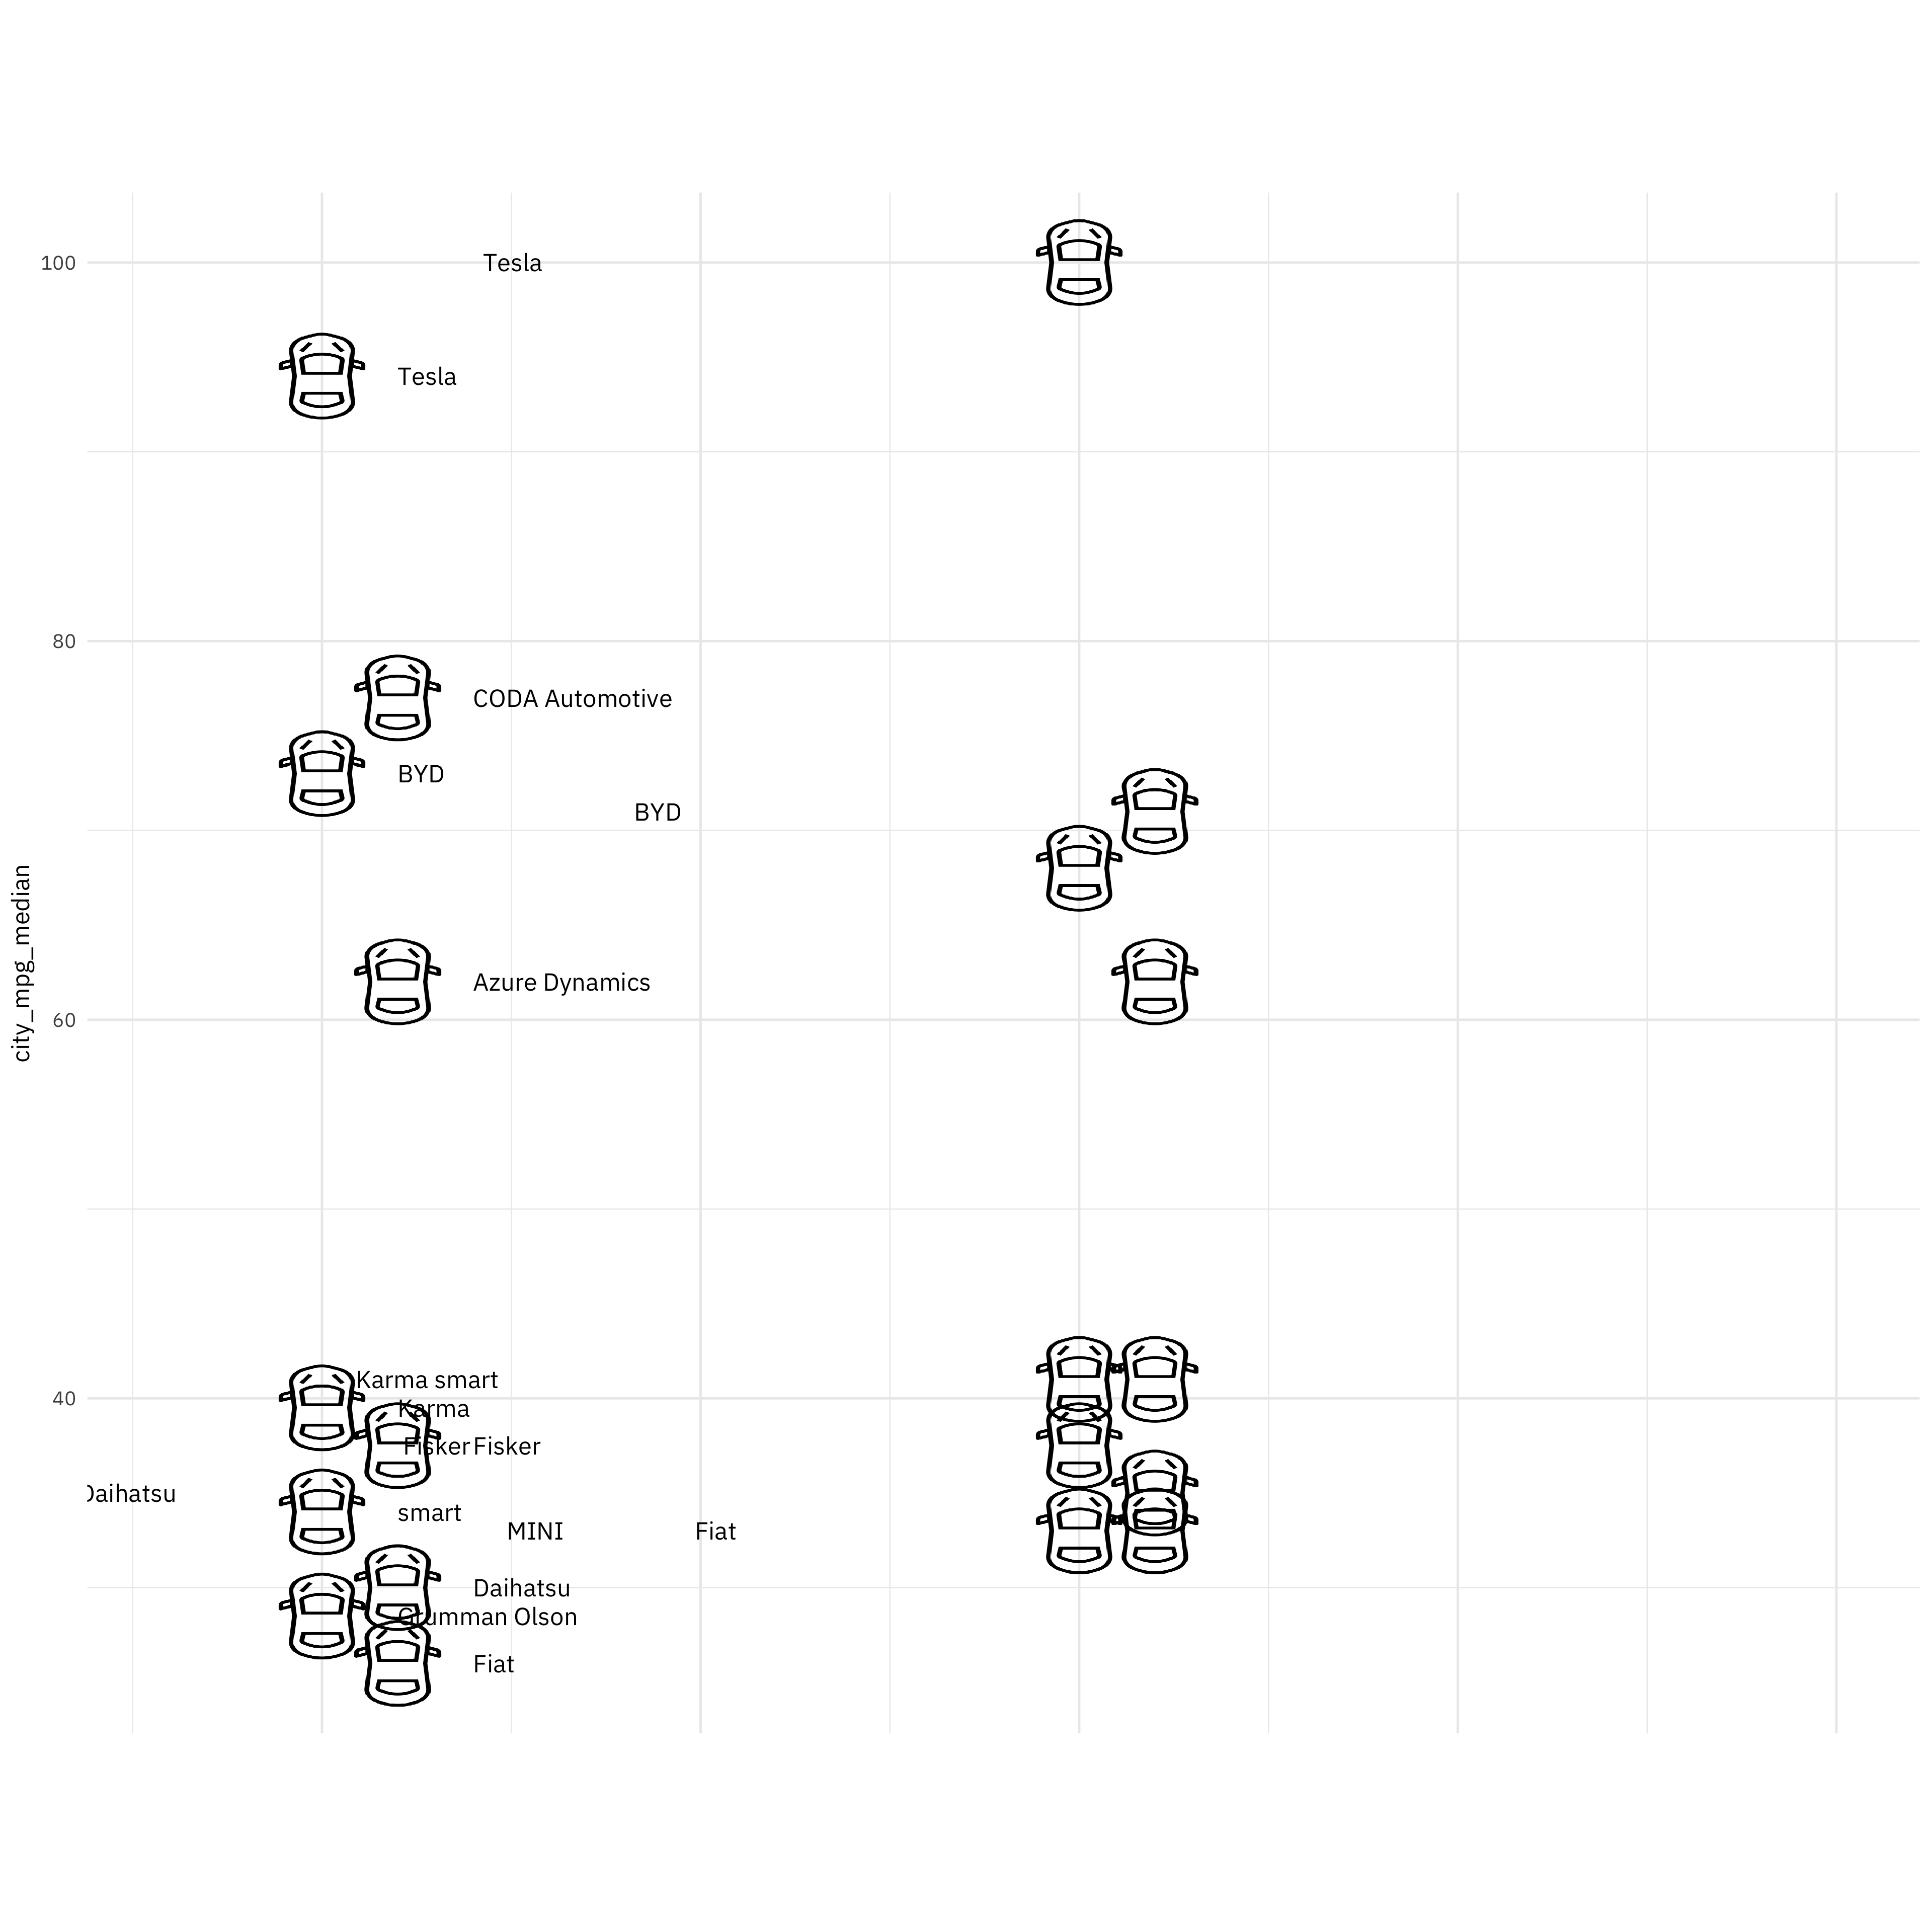 100
Tesla
Tesla
80
CODA Automotive
BYD
BYD
Azure Dynamics
60
city_mpg_median
Karma smart
40
Karma
Fisker Fisker
Daihatsu
smart
MINI
Fiat
Daihatsu
Grumman Olson
Fiat